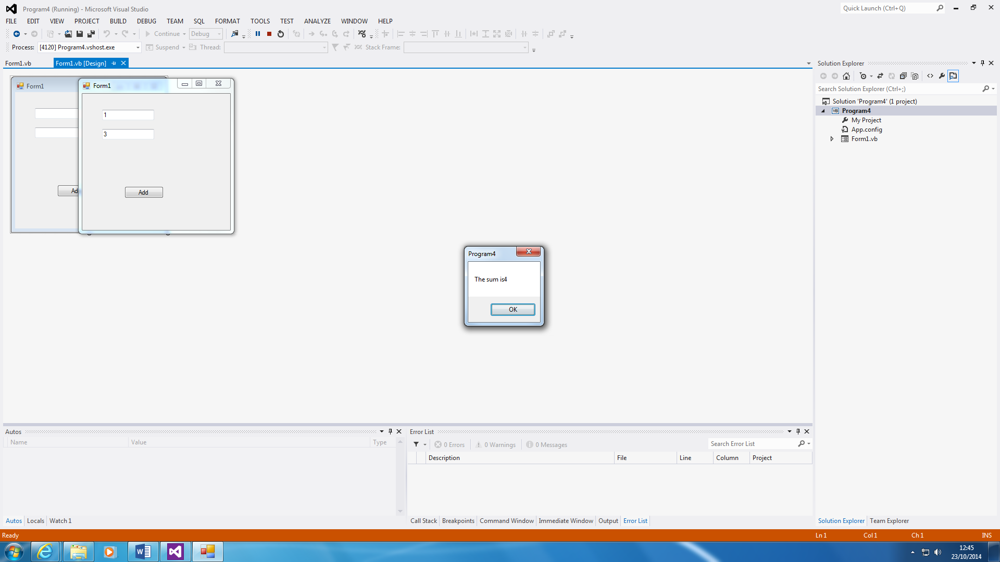 Program4 (Running) - Microsoft Visual Studio
Quick Launch (Ctrl+Q)
FILE EDIT VIEW PROJECT BUILD DEBUG TEAM SQL FORMAT TOOLS TEST ANALYZE WINDOW HELP
Continue Debug
Process: [4120] Program4.vshost.exe Suspend Thread: Stack Frame:
Form1.vb Form1.vb [Design]
Form1
Ad
Form1
1
3
Add
Program4
The sum is4
OK
Solution Explorer
Search Solution Explorer (Ctrl+;)
Solution 'Program4' (1 project)
VB Program4
My Project
App.config
Form1.vb
Autos
Name Value Type
Autos Locals Watch 1
Error List
0 Errors 0 Warnings 0 Messages
Search Error List
Description File Line Column Project
Call Stack Breakpoints Command Window Immediate Window Output Error List
Solution Explorer Team Explorer
Ready Ln 1 Col 1 Ch 1 INS
12:45
23/10/2014